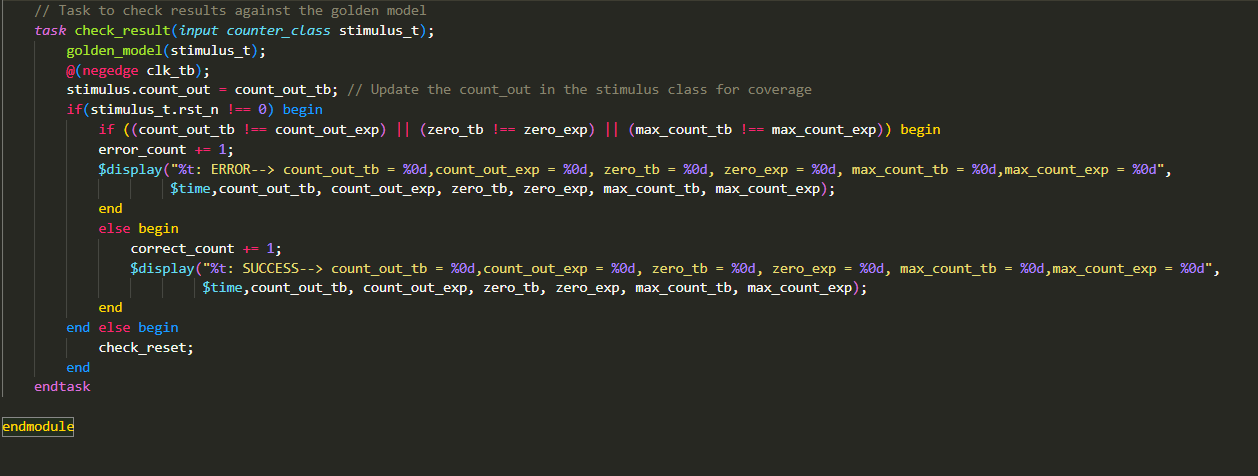 // Task to check results against the golden model
task check_result(input counter_class stimulus_t);
golden_model(stimulus_t);
@(negedge clk_tb);
stimulus.count_out = count_out_tb; // Update the count_out in the stimulus class for coverage
if(stimulus_t.rst_n !== 0) begin
if ((count_out_tb !== count_out_exp) || (zero_tb !== zero_exp) || (max_count_tb !== max_count_exp)) begin
error_count += 1;
$display("%t: ERROR--> count_out_tb = %0d,count_out_exp = %0d, zero_tb = %0d, zero_exp = %0d, max_count_tb = %0d,max_count_exp = %0d",
$time,count_out_tb, count_out_exp, zero_tb, zero_exp, max_count_tb, max_count_exp);
end
else begin
correct_count += 1;
$display("%t: SUCCESS--> count_out_tb = %0d,count_out_exp = %0d, zero_tb = %0d, zero_exp = %0d, max_count_tb = %0d,max_count_exp = %0d",
$time,count_out_tb, count_out_exp, zero_tb, zero_exp, max_count_tb, max_count_exp);
end
end else begin
check_reset;
end
endtask
endmodule